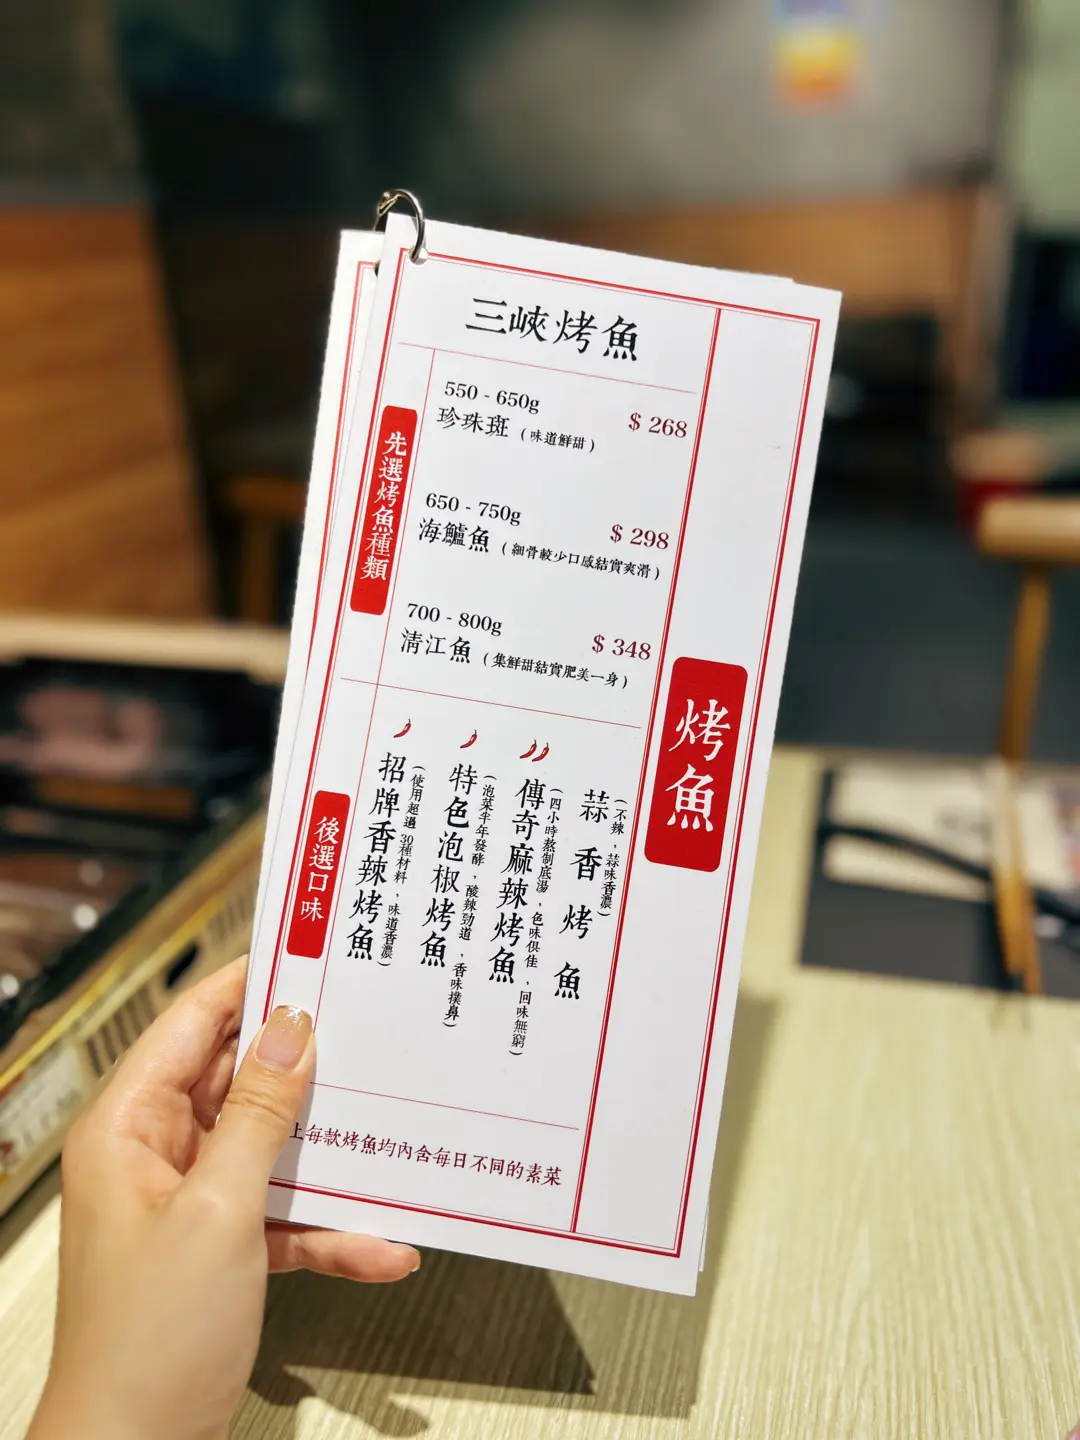 三峽烤魚
先選烤魚種類
550 - 650g
珍珠斑 (味道鮮甜)
$ 268
650 - 750g
海鱸魚 (細骨較少口感結實爽滑)
$ 298
700 - 800g
清江魚 (集鮮甜結實肥美一身)
$ 348
後選口味
招牌香辣烤魚
(使用超過30種材料，味道香濃)
特色泡椒烤魚
(泡菜半年發酵，酸辣勁道，香味撲鼻)
傳奇麻辣烤魚
(四小時熬制底湯，色味俱佳，回味無窮)
蒜香烤魚
(不辣，蒜味香濃)
上每款烤魚均內含每日不同的素菜
烤魚